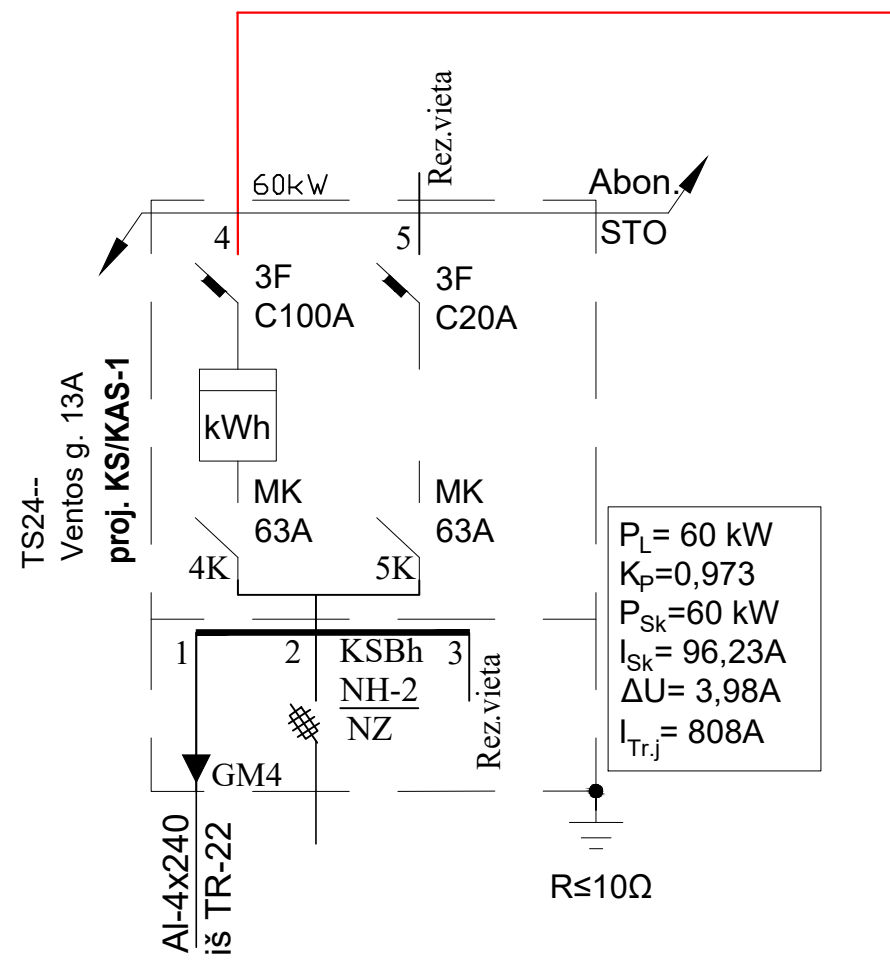 Rez.vieta
60kW
Abon.
STO
4
5
3F
C100A
3F
C20A
TS24--
Ventos g. 13A
proj. KS/KAS-1
kWh
MK
63A
MK
63A
4K
5K
P_L= 60 kW
K_P=0,973
P_Sk=60 kW
I_Sk= 96,23A
ΔU= 3,98A
I_Tr.j= 808A
1
2
KSBh
3
NH-2
NZ
Rez.vieta
GM4
Al-4x240
iš TR-22
R≤10Ω